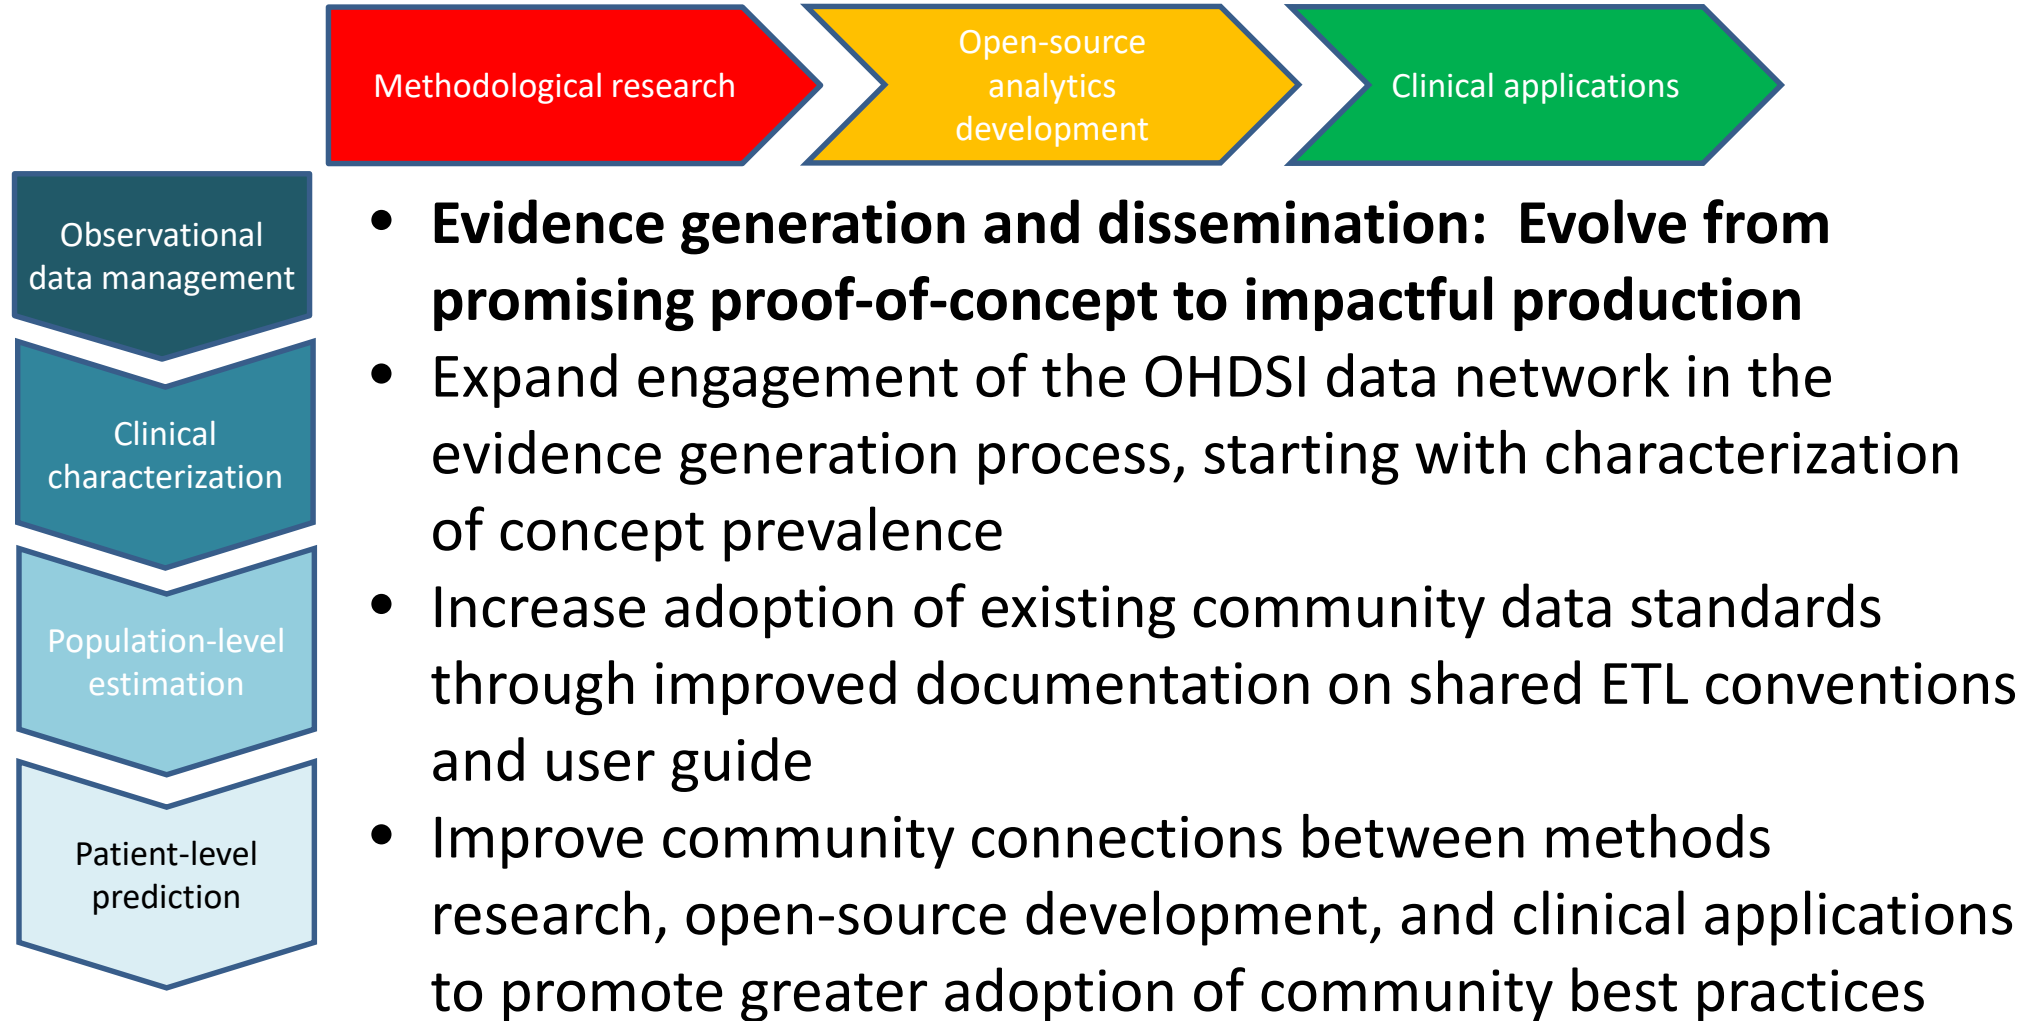 Methodological research
Open-source
analytics
development
Clinical applications
Observational
data management
Clinical
characterization
Population-level
estimation
Patient-level
prediction
• Evidence generation and dissemination:  Evolve from
promising proof-of-concept to impactful production
• Expand engagement of the OHDSI data network in the
evidence generation process, starting with characterization
of concept prevalence
• Increase adoption of existing community data standards
through improved documentation on shared ETL conventions
and user guide
• Improve community connections between methods
research, open-source development, and clinical applications
to promote greater adoption of community best practices